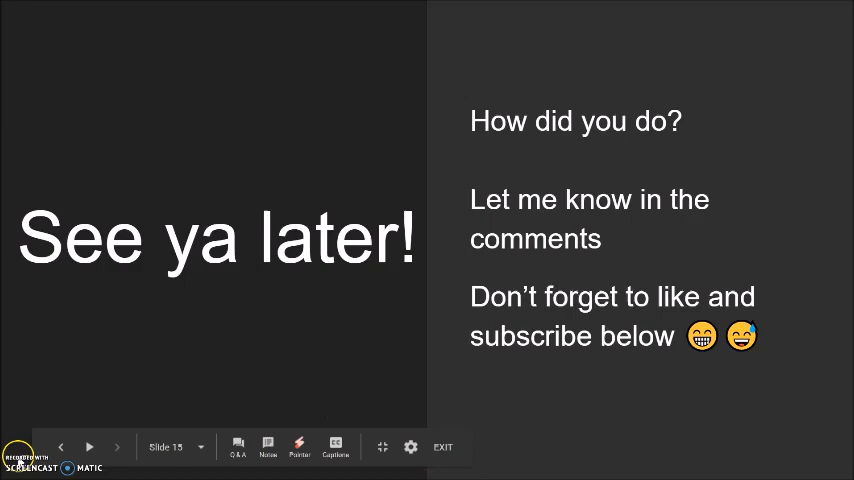 How did you do?
Let me know in the
comments
See ya later!
Don't forget to like and
subscribe below 😁 😅
Slide 15
Q & A
Notes
Pointer
Captions
EXIT
RECORDED WITH
SCREENCAST MATIC